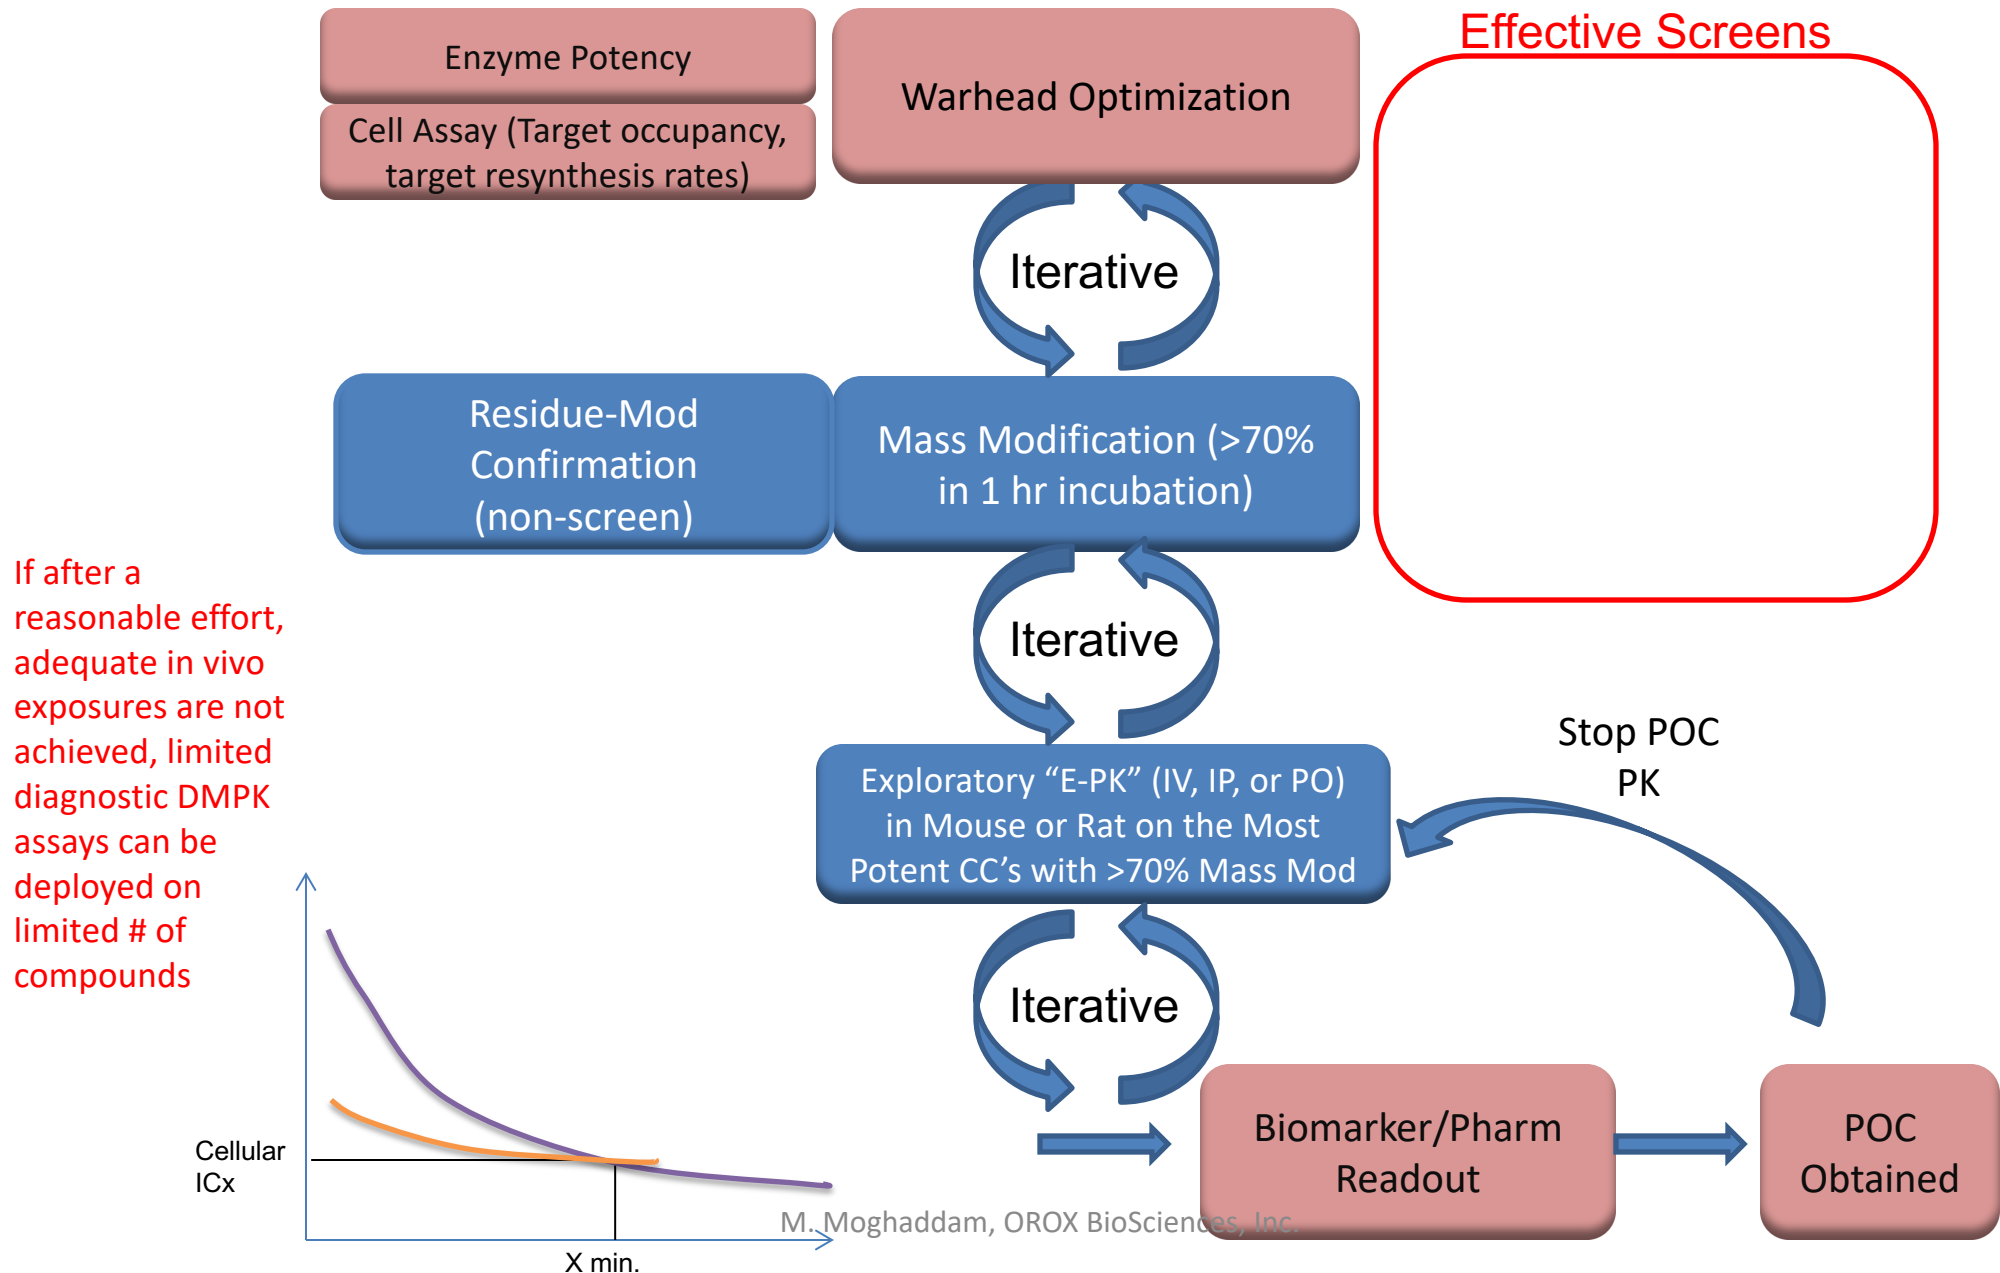 Effective Screens
Enzyme Potency
Cell Assay (Target occupancy,
target resynthesis rates)
Warhead Optimization
Iterative
Residue-Mod
Confirmation
(non-screen)
Mass Modification (>70%
in 1 hr incubation)
If after a
reasonable effort,
adequate in vivo
exposures are not
achieved, limited
diagnostic DMPK
assays can be
deployed on
limited # of
compounds
Iterative
Stop POC
PK
Exploratory “E-PK” (IV, IP, or PO)
in Mouse or Rat on the Most
Potent CC’s with >70% Mass Mod
Iterative
Cellular
ICx
X min.
Biomarker/Pharm
Readout
POC
Obtained
M. Moghaddam, OROX BioSciences, Inc.